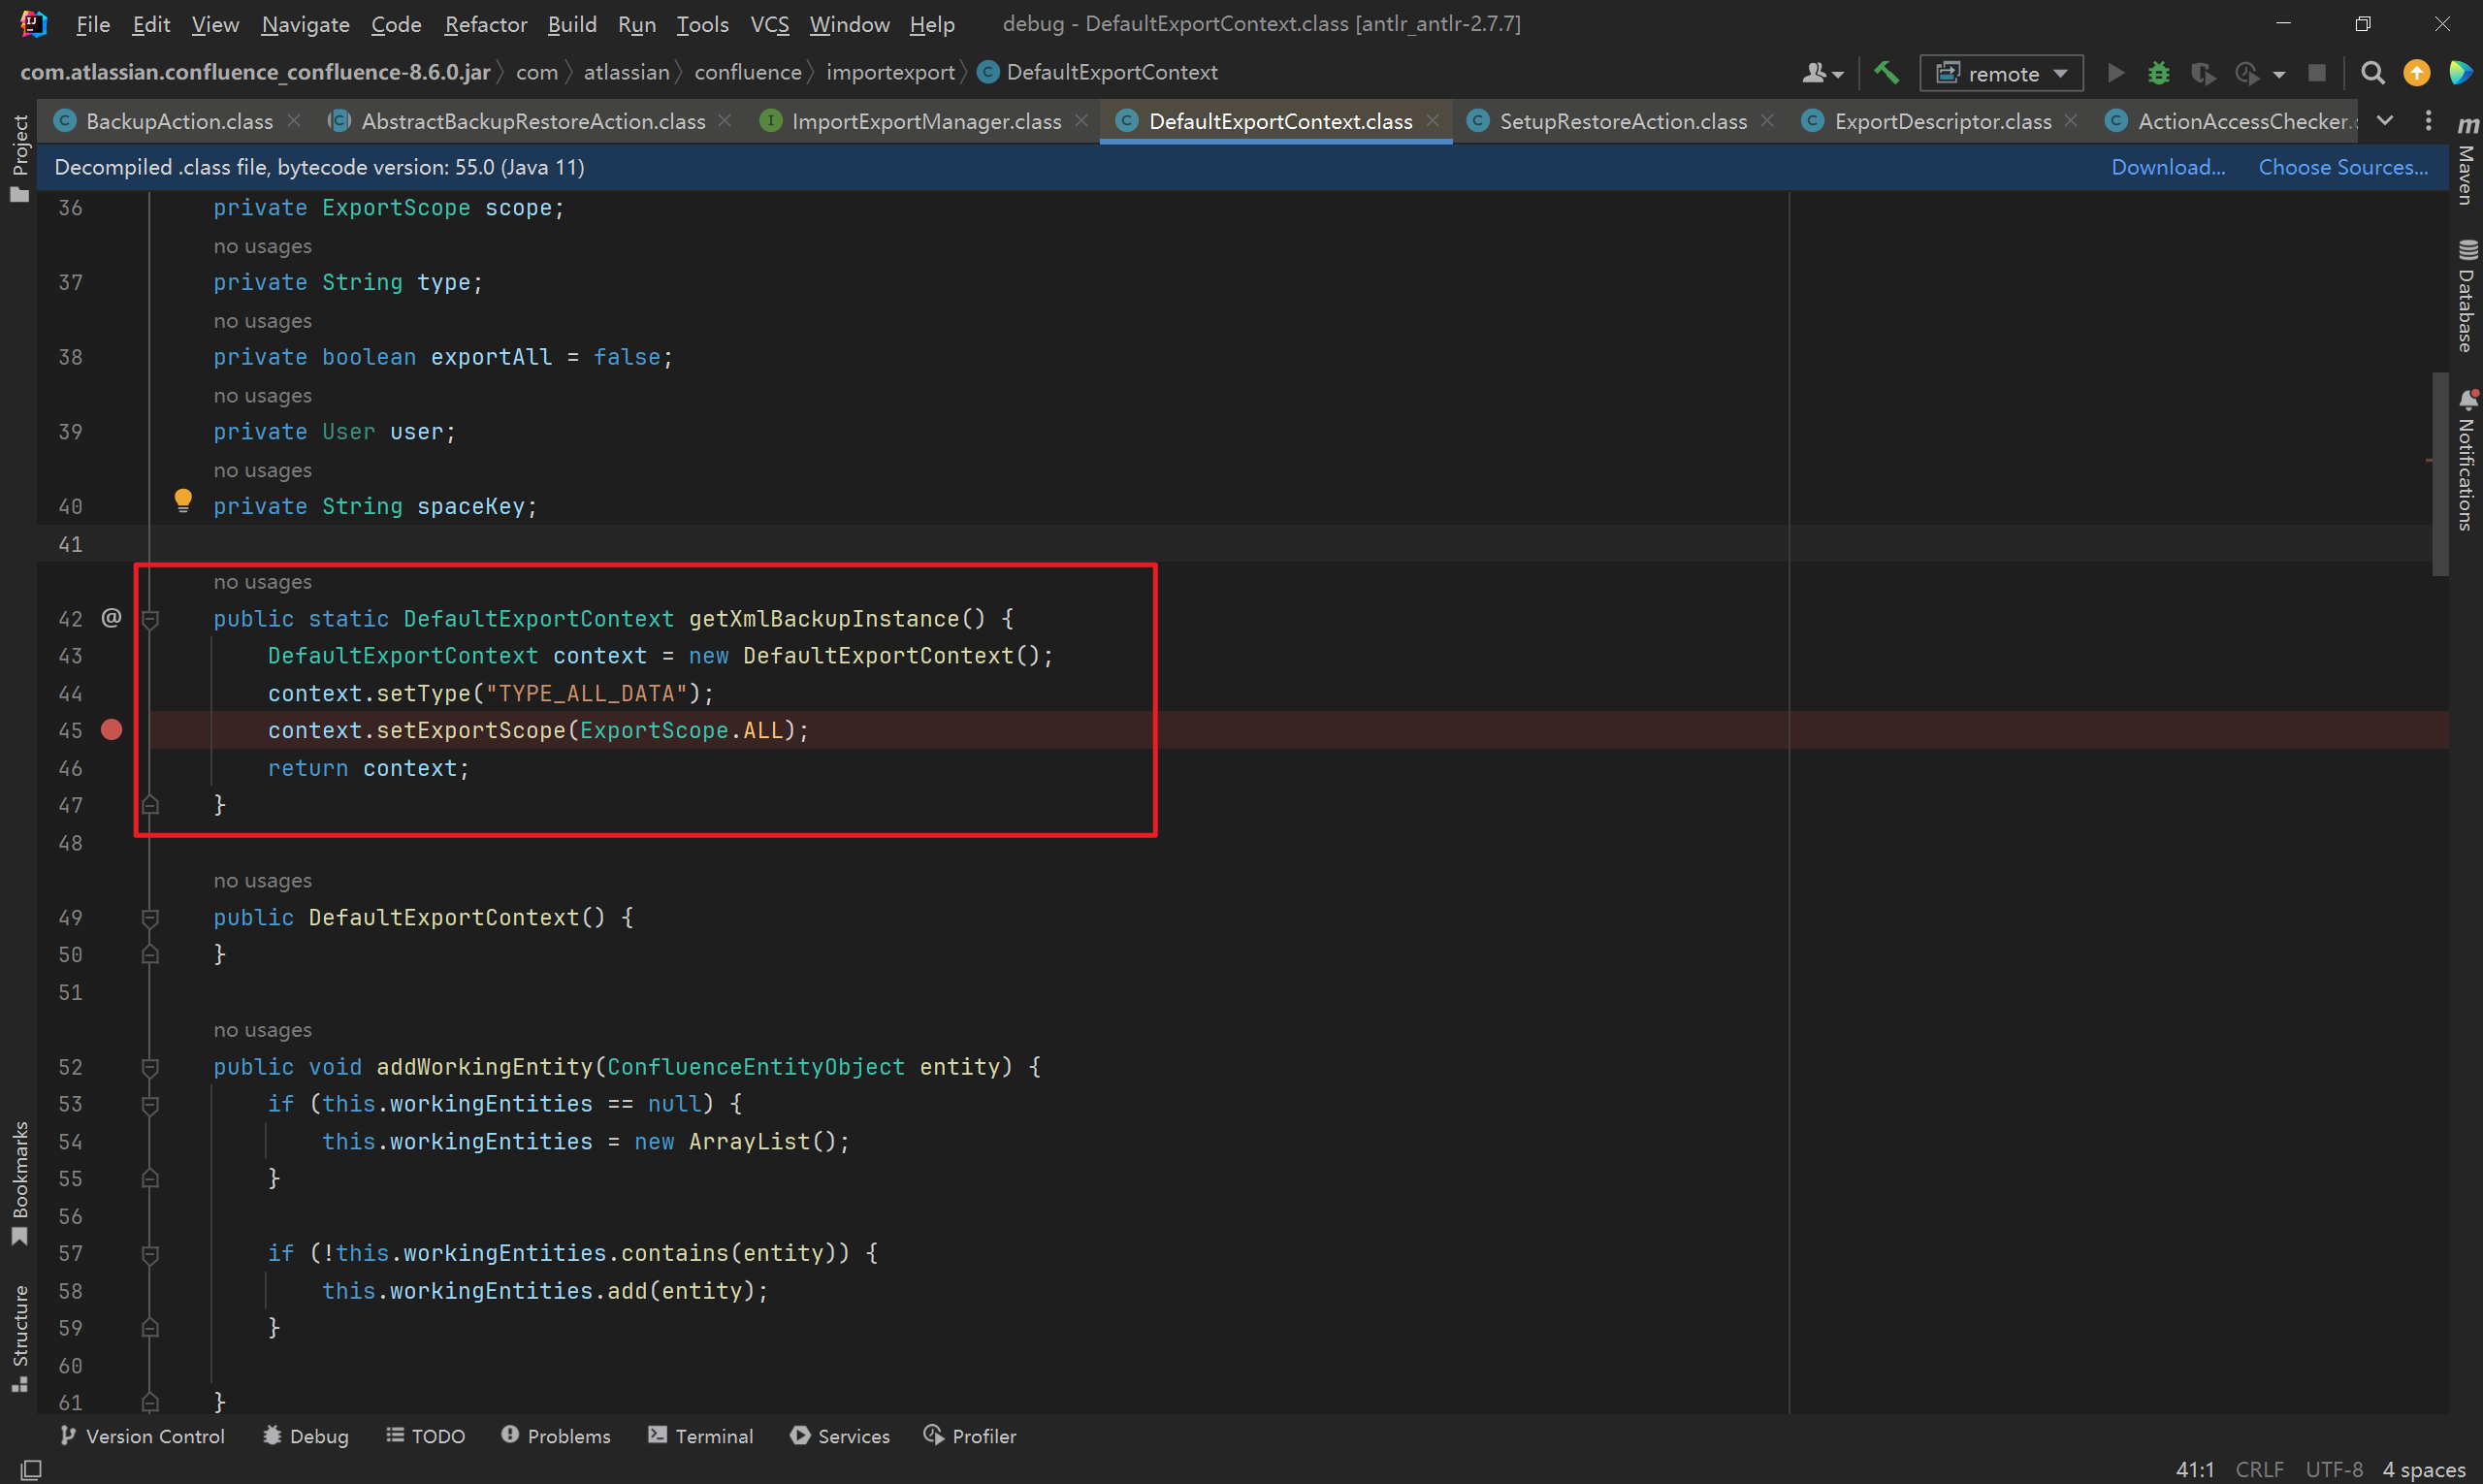 File Edit View Navigate Code Refactor Build Run Tools VCS Window Help debug - DefaultExportContext.class [antlr_antlr-2.7.7]
com.atlassian.confluence_confluence-8.6.0.jar com atlassian confluence importexport DefaultExportContext remote
BackupAction.class AbstractBackupRestoreAction.class ImportExportManager.class DefaultExportContext.class SetupRestoreAction.class ExportDescriptor.class ActionAccessChecker.
Decompiled .class file, bytecode version: 55.0 (Java 11) Download... Choose Sources...
36 private ExportScope scope;
no usages
37 private String type;
no usages
38 private boolean exportAll = false;
no usages
39 private User user;
no usages
40 private String spaceKey;
41
no usages
42 @ public static DefaultExportContext getXmlBackupInstance() {
43 DefaultExportContext context = new DefaultExportContext();
44 context.setType("TYPE_ALL_DATA");
45 context.setExportScope(ExportScope.ALL);
46 return context;
47 }
48
no usages
49 public DefaultExportContext() {
50 }
51
no usages
52 public void addWorkingEntity(ConfluenceEntityObject entity) {
53 if (this.workingEntities == null) {
54 this.workingEntities = new ArrayList();
55 }
56
57 if (!this.workingEntities.contains(entity)) {
58 this.workingEntities.add(entity);
59 }
60
61 }
Project
Bookmarks
Structure
m Maven
Database
Notifications
Version Control Debug TODO Problems Terminal Services Profiler
41:1 CRLF UTF-8 4 spaces